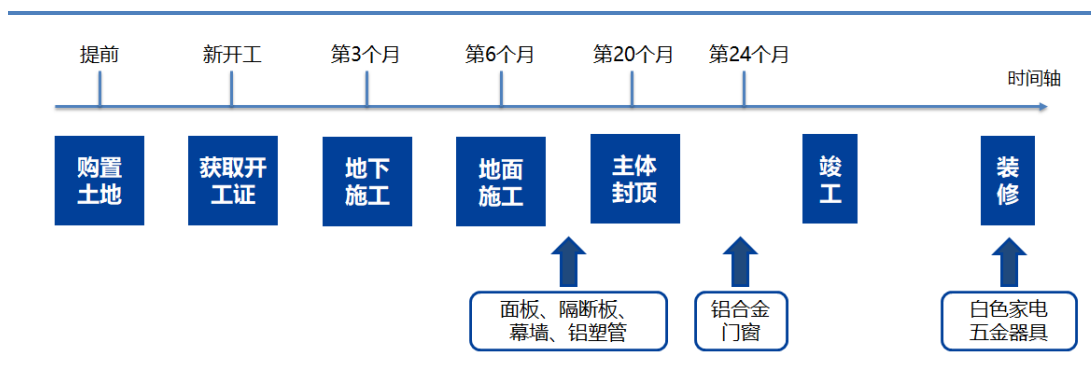 提前 新开工 第3个月 第6个月 第20个月 第24个月
时间轴
购置 获取开 地下 地面 主体 竣 装
土地 工证 施工 施工 封顶 工 修
面板、隔断板、 铝合金 白色家电
幕墙、铝塑管 门窗 五金器具